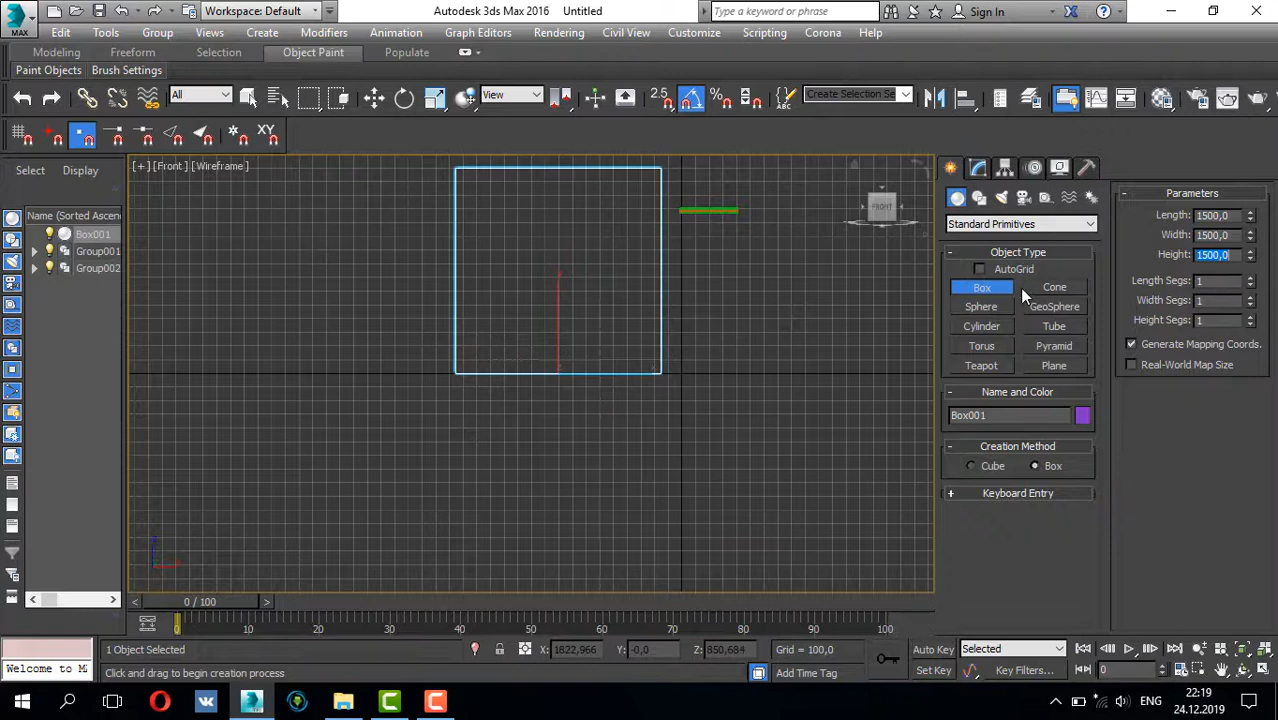 MAX
Workspace: Default
Autodesk 3ds Max 2016
Untitled
Type a keyword or phrase
Sign In
Edit
Tools
Group
Views
Create
Modifiers
Animation
Graph Editors
Rendering
Civil View
Customize
Scripting
Corona
Help
Modeling
Freeform
Selection
Object Paint
Populate
Paint Objects
Brush Settings
All
View
2.5
Create Selection Se
XY
Select
Display
Name (Sorted Ascen
Box001
Group001
Group002
[+] [Front ] [Wireframe ]
FRONT
Standard Primitives
Object Type
AutoGrid
Box
Cone
Sphere
GeoSphere
Cylinder
Tube
Torus
Pyramid
Teapot
Plane
Name and Color
Box001
Creation Method
Cube
Box
Keyboard Entry
Parameters
Length: 1500,0
Width: 1500,0
Height: 1500,0
Length Segs: 1
Width Segs: 1
Height Segs: 1
Generate Mapping Coords.
Real-World Map Size
0 / 100
0 10 20 30 40 50 60 70 80 90 100
1 Object Selected
X: 1822,966
Y: -0,0
Z: 850,684
Grid = 100,0
Auto Key
Selected
Welcome to M
Click and drag to begin creation process
Add Time Tag
Set Key
Key Filters...
0
ENG
22:19
24.12.2019